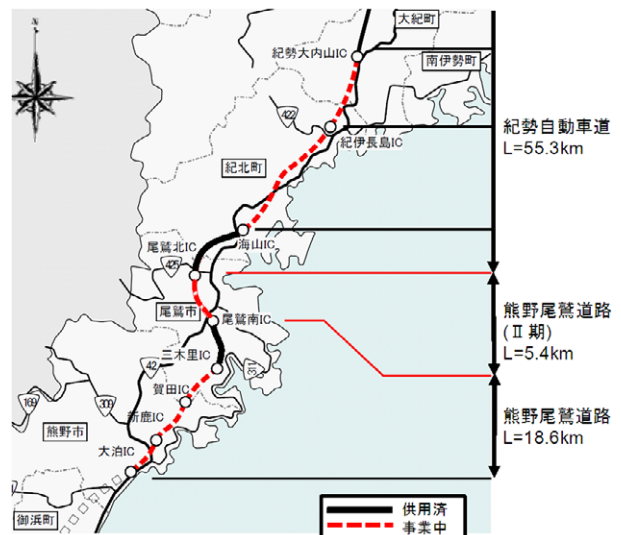 大紀町
紀勢大内山IC
南伊勢町
422
紀伊長島IC
紀北町
紀勢自動車道
L=55.3km
尾鷲北IC
海山IC
425
尾鷲市
尾鷲南IC
熊野尾鷲道路
(Ⅱ期)
L=5.4km
三木里IC
42
311
賀田IC
169
309
新鹿IC
熊野市
熊野尾鷲道路
L=18.6km
大泊IC
御浜町
供用済
事業中